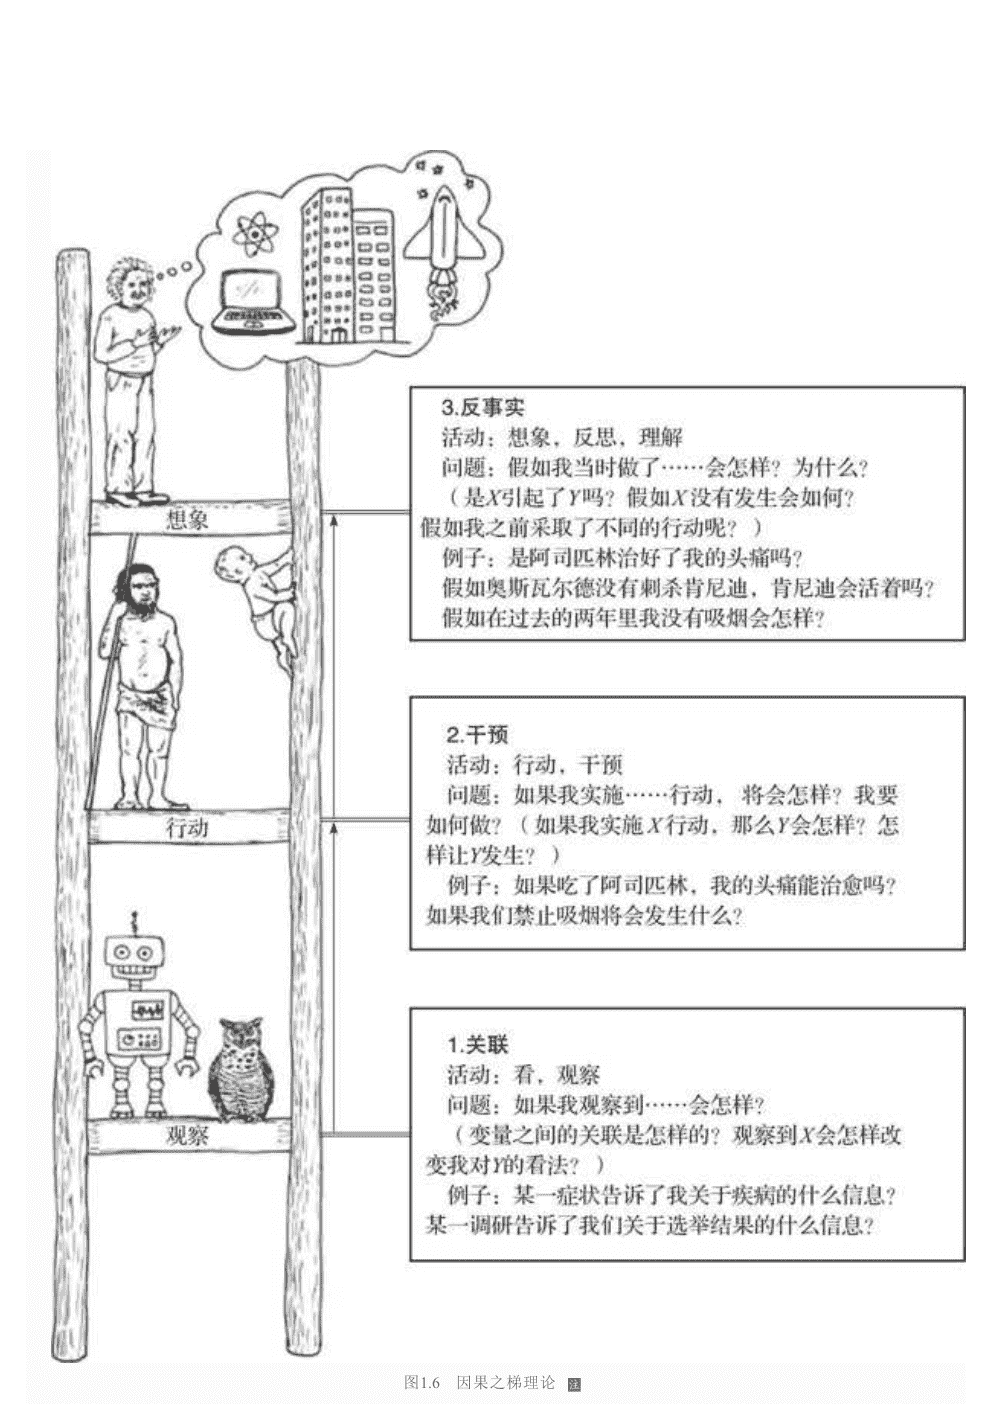 想象
行动
观察
3.反事实
活动：想象，反思，理解
问题：假如我当时做了……会怎样？为什么？
（是X引起了Y吗？假如X没有发生会如何？
假如我之前采取了不同的行动呢？）
例子：是阿司匹林治好了我的头痛吗？
假如奥斯瓦尔德没有刺杀肯尼迪，肯尼迪会活着吗？
假如在过去的两年里我没有吸烟会怎样？
2.干预
活动：行动，干预
问题：如果我实施……行动，将会怎样？我要
如何做？（如果我实施X行动，那么Y会怎样？怎
样让Y发生？）
例子：如果吃了阿司匹林，我的头痛能治愈吗？
如果我们禁止吸烟将会发生什么？
1.关联
活动：看，观察
问题：如果我观察到……会怎样？
（变量之间的关联是怎样的？观察到X会怎样改
变我对Y的看法？）
例子：某一症状告诉了我关于疾病的什么信息？
某一调研告诉了我们关于选举结果的什么信息？
图1.6 因果之梯理论 注